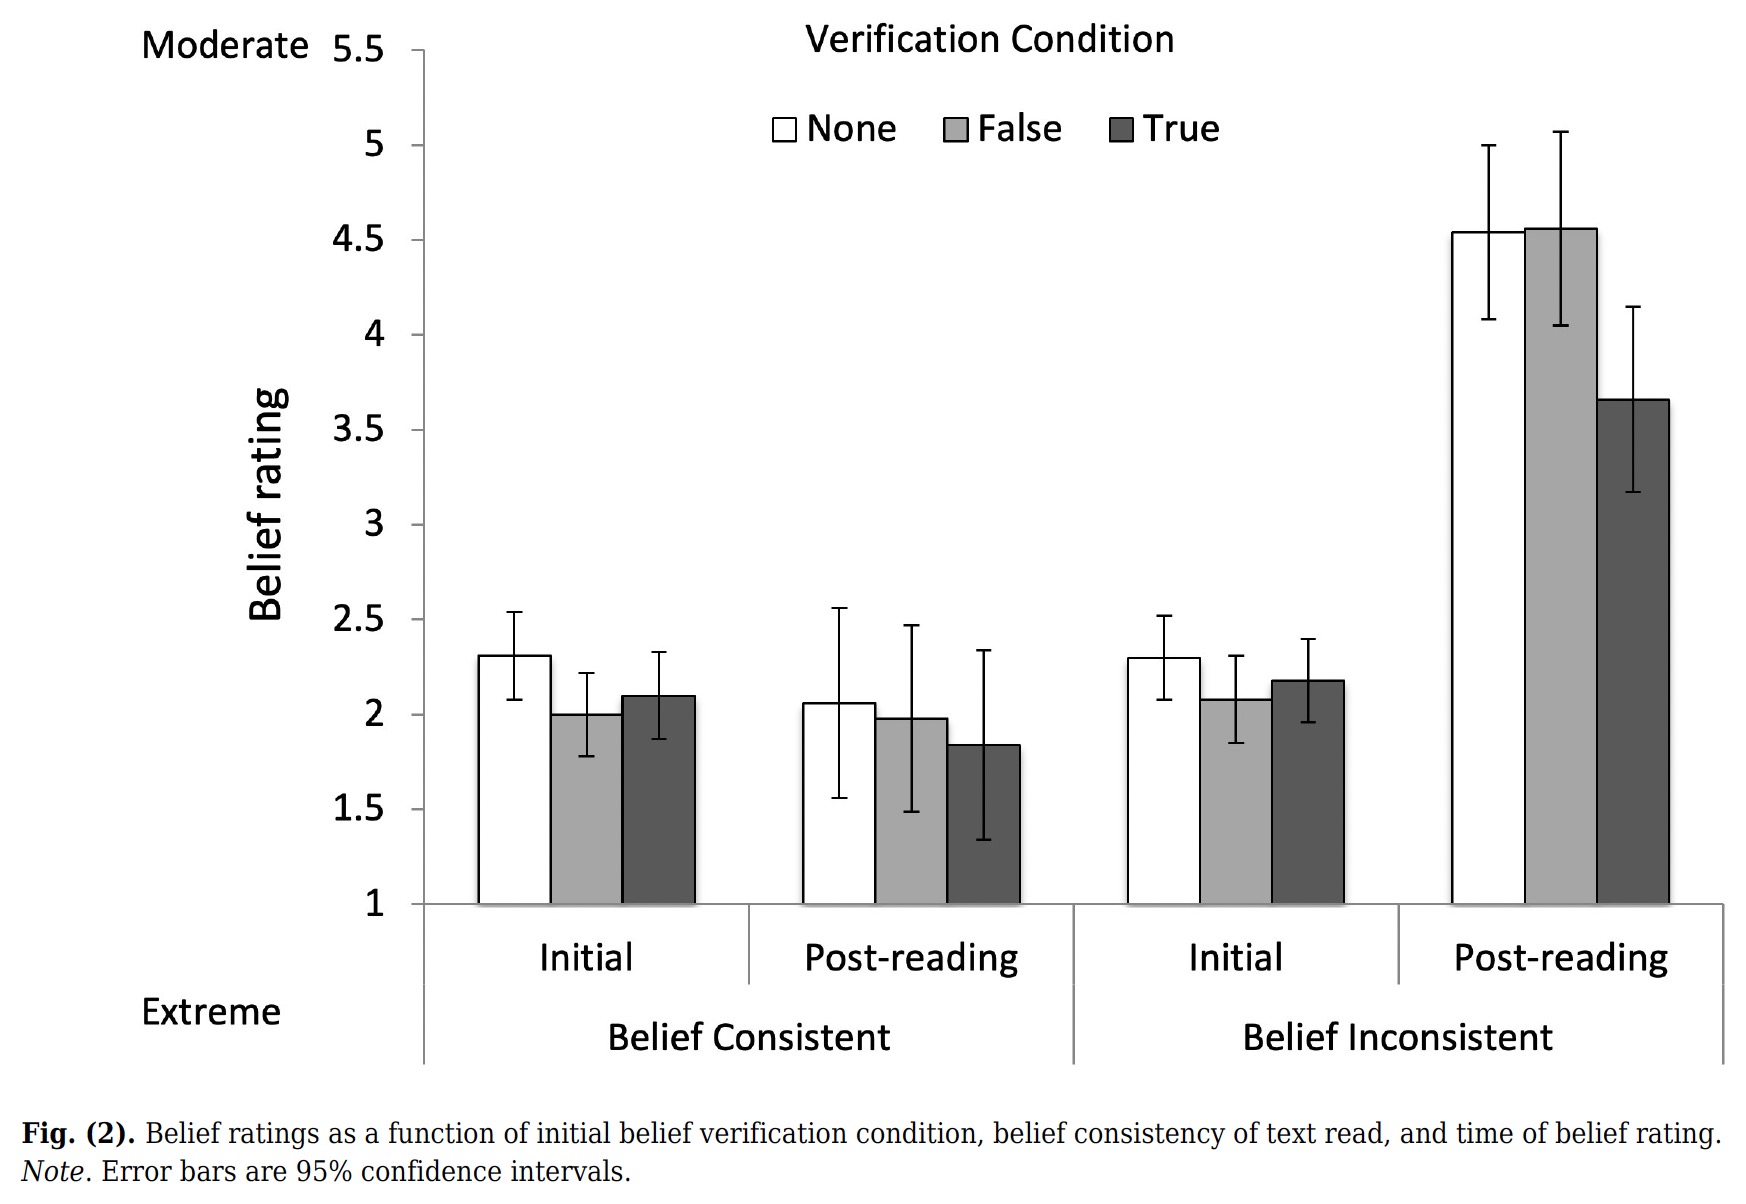 Verification Condition
None False True
Moderate 5.5
5
4.5
4
3.5
3
2.5
2
1.5
1
Belief rating
Initial Post-reading Initial Post-reading
Extreme
Belief Consistent Belief Inconsistent
Fig. (2). Belief ratings as a function of initial belief verification condition, belief consistency of text read, and time of belief rating.
Note. Error bars are 95% confidence intervals.